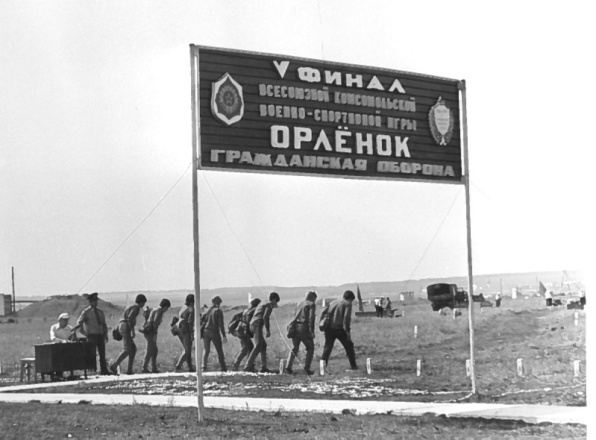 V ФИНАЛ
ВСЕСОЮЗНОЙ КОМСОМОЛЬСКОЙ
ВОЕННО-СПОРТИВНОЙ ИГРЫ
ОРЛЁНОК
ГРАЖДАНСКАЯ ОБОРОНА